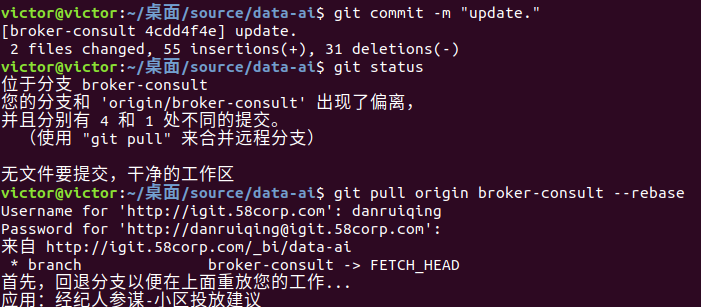 victor@victor:~/桌面/source/data-ai$ git commit -m "update."
[broker-consult 4cdd4f4e] update.
 2 files changed, 55 insertions(+), 31 deletions(-)
victor@victor:~/桌面/source/data-ai$ git status
位于分支 broker-consult
您的分支和 'origin/broker-consult' 出现了偏离，
并且分别有 4 和 1 处不同的提交。
  （使用 "git pull" 来合并远程分支）
无文件要提交，干净的工作区
victor@victor:~/桌面/source/data-ai$ git pull origin broker-consult --rebase
Username for 'http://igit.58corp.com': danruiqing
Password for 'http://danruiqing@igit.58corp.com':
来自 http://igit.58corp.com/_bi/data-ai
 * branch            broker-consult -> FETCH_HEAD
首先，回退分支以便在上面重放您的工作...
应用：经纪人参谋-小区投放建议